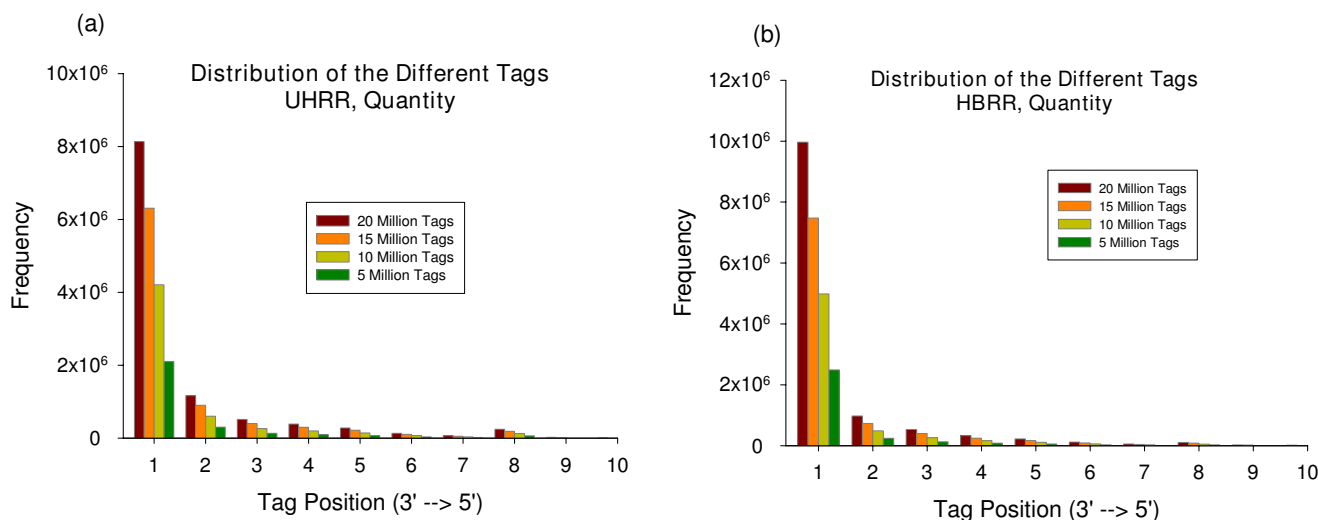 (a)
Distribution of the Different Tags
UHRR, Quantity
10x10⁶
8x10⁶
6x10⁶
4x10⁶
2x10⁶
0
Frequency
20 Million Tags
15 Million Tags
10 Million Tags
5 Million Tags
1 2 3 4 5 6 7 8 9 10
Tag Position (3' --> 5')
(b)
Distribution of the Different Tags
HBRR, Quantity
12x10⁶
10x10⁶
8x10⁶
6x10⁶
4x10⁶
2x10⁶
0
Frequency
20 Million Tags
15 Million Tags
10 Million Tags
5 Million Tags
1 2 3 4 5 6 7 8 9 10
Tag Position (3' --> 5')